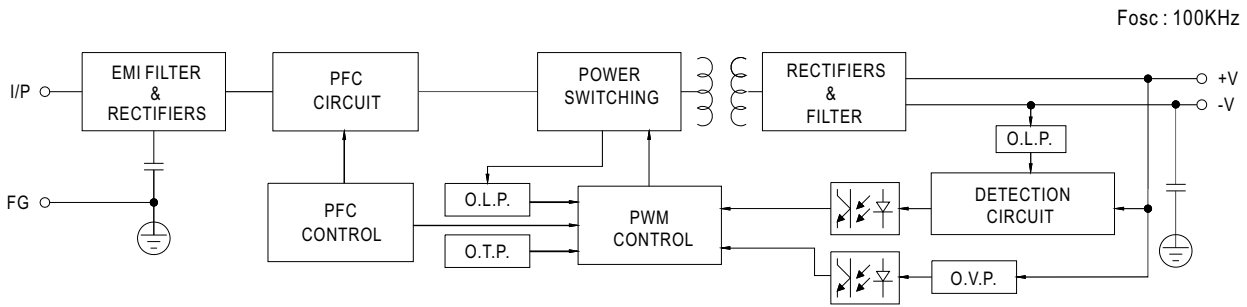 Fosc : 100KHz
I/P
EMI FILTER
&
RECTIFIERS
PFC
CIRCUIT
POWER
SWITCHING
RECTIFIERS
&
FILTER
+V
-V
O.L.P.
FG
PFC
CONTROL
O.L.P.
O.T.P.
PWM
CONTROL
DETECTION
CIRCUIT
O.V.P.